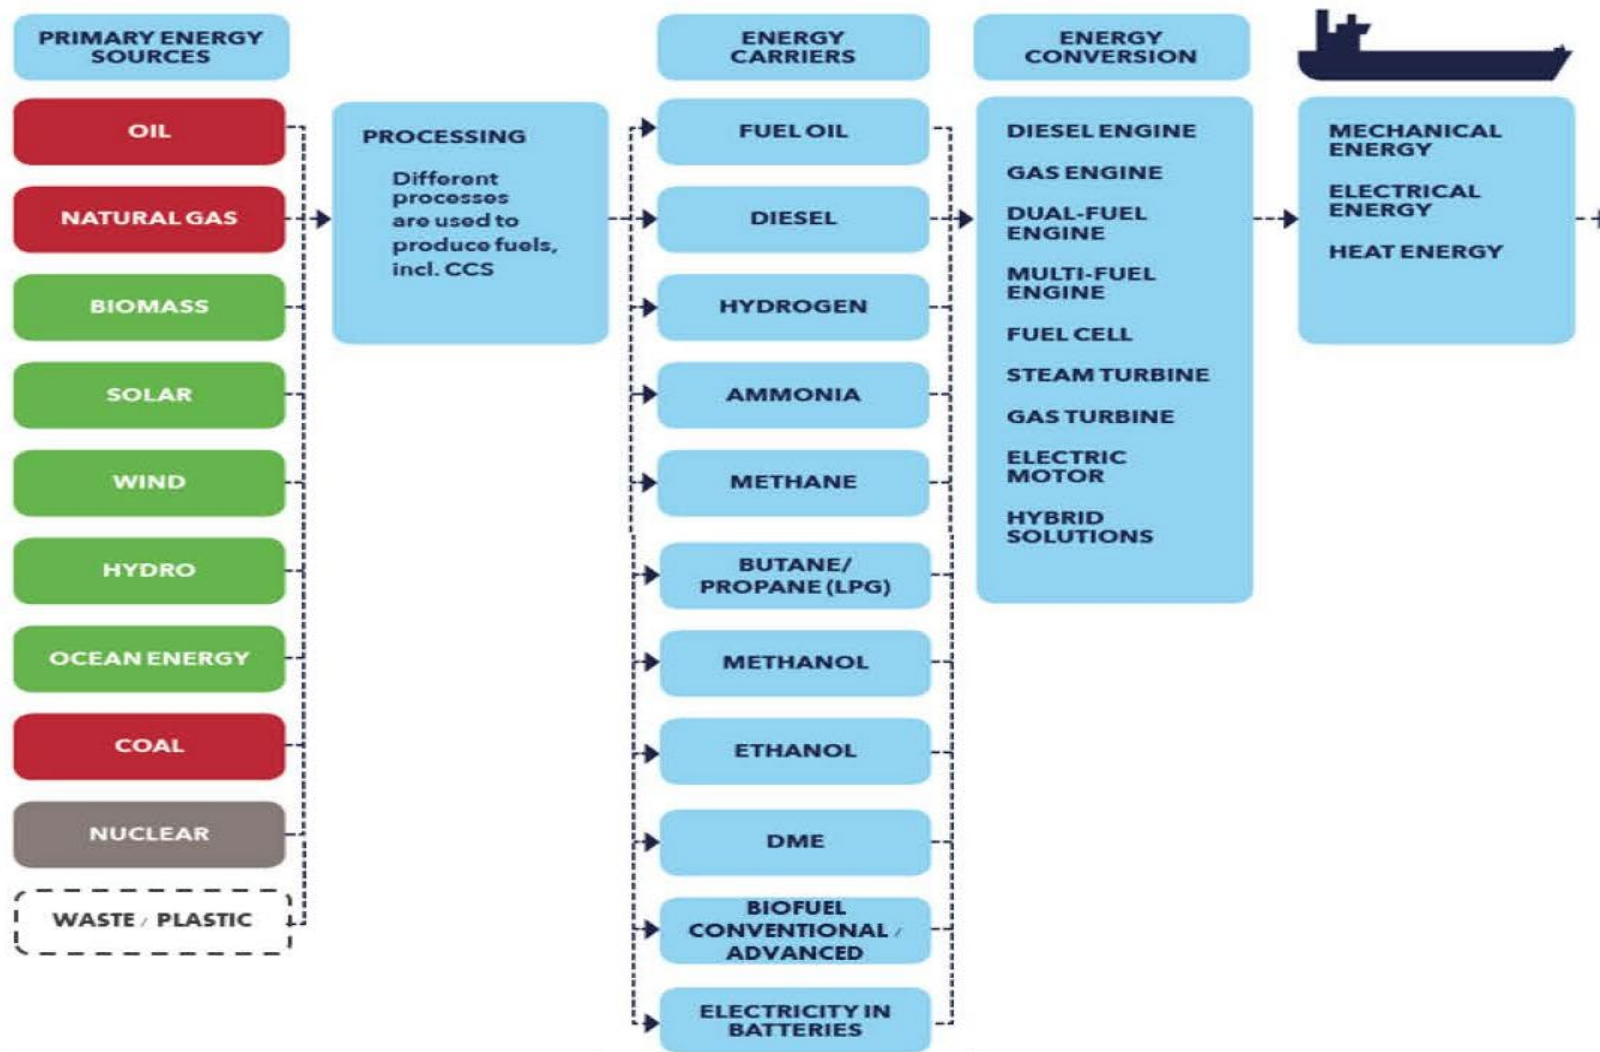 PRIMARY ENERGY
SOURCES
OIL
NATURAL GAS
BIOMASS
SOLAR
WIND
HYDRO
OCEAN ENERGY
COAL
NUCLEAR
WASTE / PLASTIC
PROCESSING
Different
processes
are used to
produce fuels,
incl. CCS
ENERGY
CARRIERS
FUEL OIL
DIESEL
HYDROGEN
AMMONIA
METHANE
BUTANE/
PROPANE (LPG)
METHANOL
ETHANOL
DME
BIOFUEL
CONVENTIONAL /
ADVANCED
ELECTRICITY IN
BATTERIES
ENERGY
CONVERSION
DIESEL ENGINE
GAS ENGINE
DUAL-FUEL
ENGINE
MULTI-FUEL
ENGINE
FUEL CELL
STEAM TURBINE
GAS TURBINE
ELECTRIC
MOTOR
HYBRID
SOLUTIONS
MECHANICAL
ENERGY
ELECTRICAL
ENERGY
HEAT ENERGY